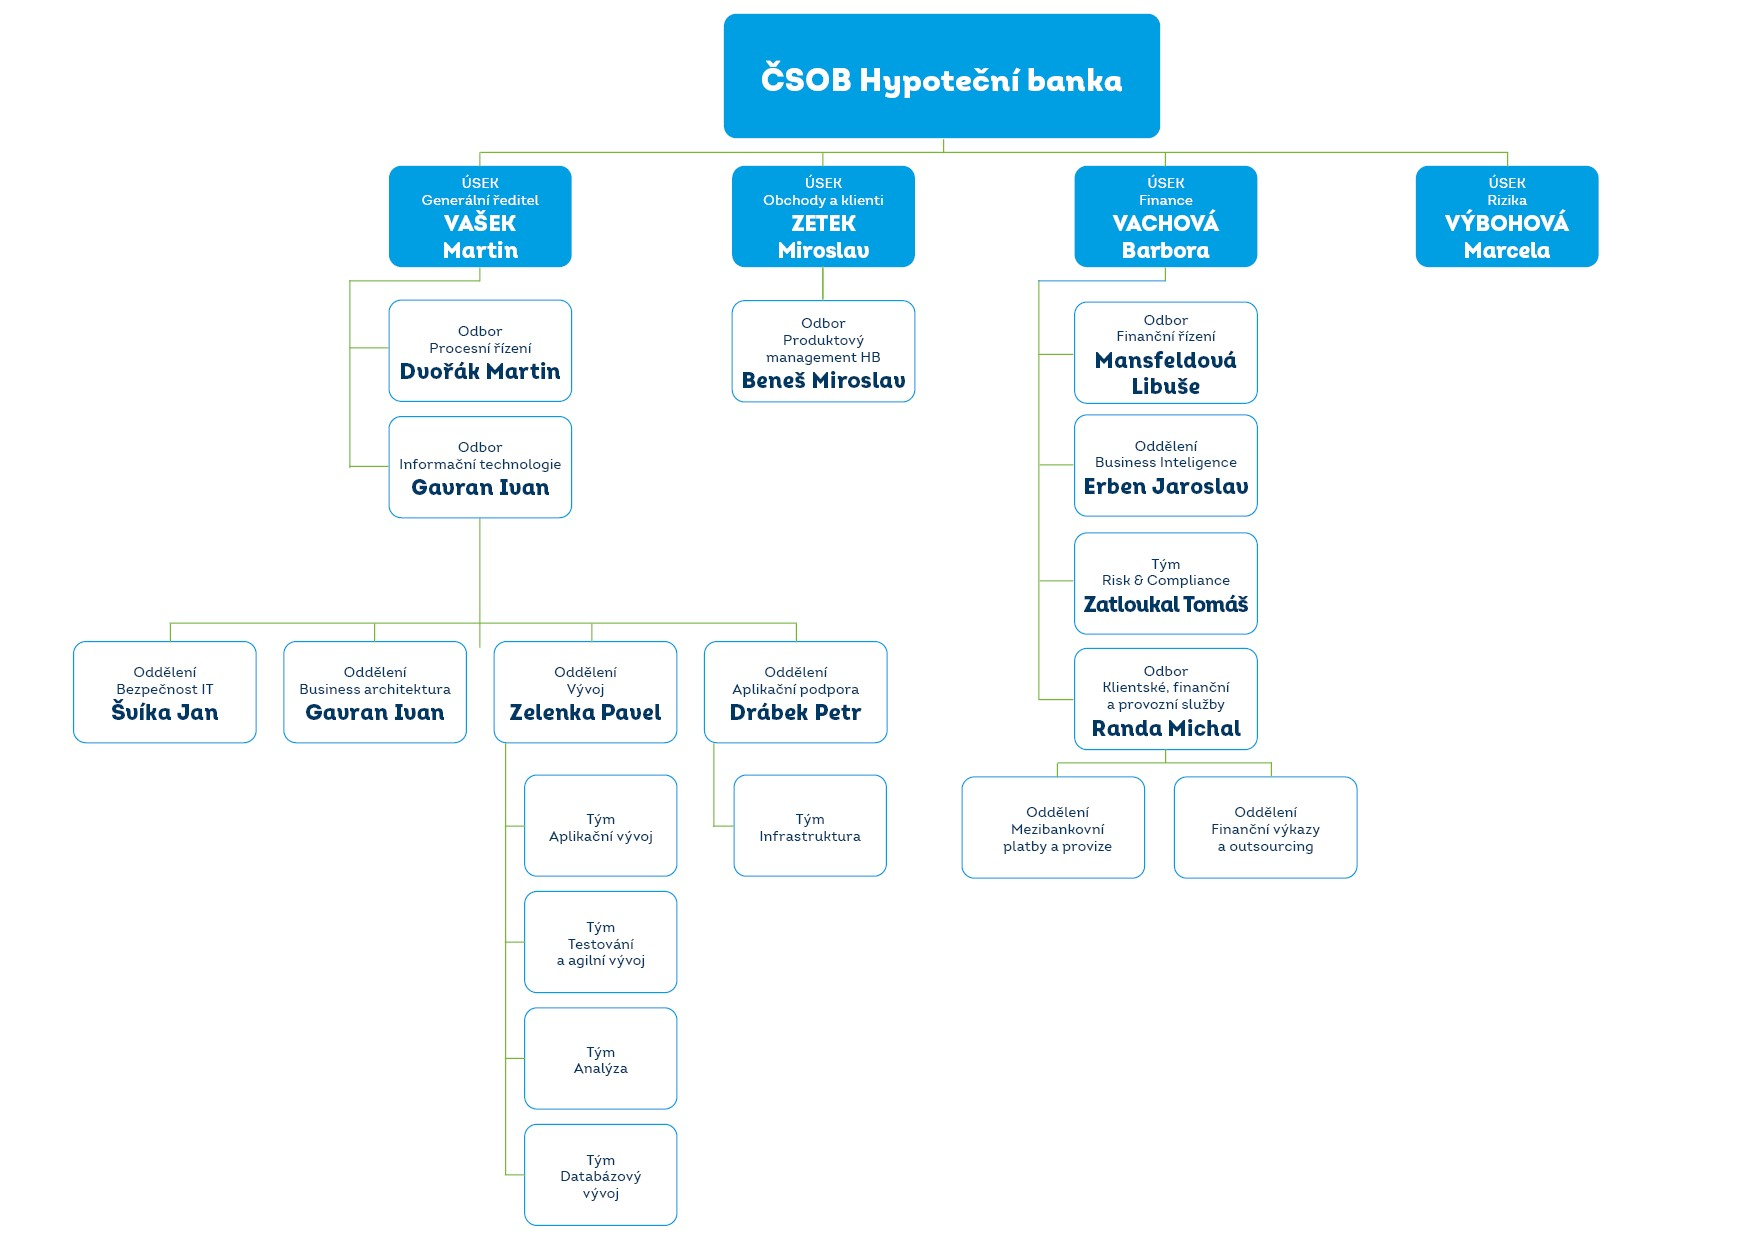 ČSOB Hypoteční banka
ÚSEK
Generální ředitel
VAŠEK
Martin
ÚSEK
Obchody a klienti
ZETEK
Miroslav
ÚSEK
Finance
VACHOVÁ
Barbora
ÚSEK
Rizika
VÝBOHOVÁ
Marcela
Odbor
Procesní řízení
Dvořák Martin
Odbor
Produktový
management HB
Beneš Miroslav
Odbor
Finanční řízení
Mansfeldová
Libuše
Odbor
Informační technologie
Gavran Ivan
Oddělení
Business Inteligence
Erben Jaroslav
Tým
Risk & Compliance
Zatloukal Tomáš
Oddělení
Bezpečnost IT
Švíka Jan
Oddělení
Business architektura
Gavran Ivan
Oddělení
Vývoj
Zelenka Pavel
Oddělení
Aplikační podpora
Drábek Petr
Odbor
Klientské, finanční
a provozní služby
Randa Michal
Tým
Aplikační vývoj
Tým
Infrastruktura
Oddělení
Mezibankovní
platby a provize
Oddělení
Finanční výkazy
a outsourcing
Tým
Testování
a agilní vývoj
Tým
Analýza
Tým
Databázový
vývoj